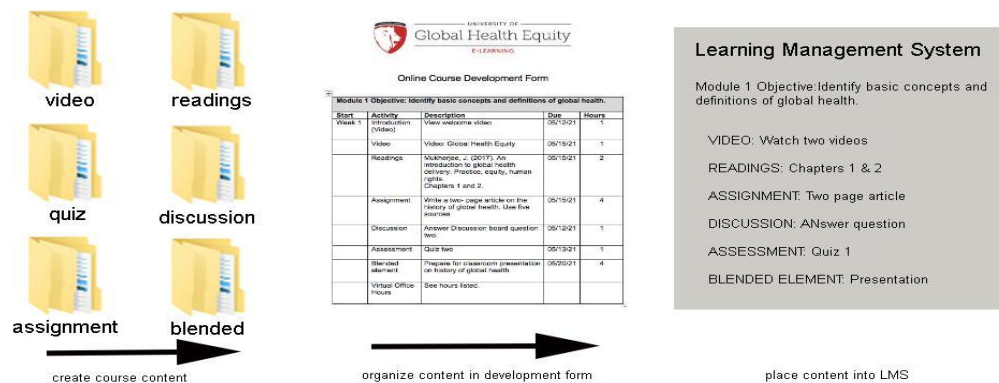 video
readings
quiz
discussion
assignment
blended
create course content
UNIVERSITY OF
Global Health Equity
E-LEARNING
Online Course Development Form
Module 1 Objective: Identify basic concepts and definitions of global health.
Start Activity Description Due Hours
Week 1 Introduction View welcome video 05/12/21 1
(Video)
Video Video: Global Health Equity 05/15/21 1
Readings Mukherjee, J. (2017). An 05/15/21 2
introduction to global health
delivery: Practice, equity, human
rights.
Chapters 1 and 2.
Assignment Write a two- page article on the 05/15/21 4
history of global health. Use five
sources
Discussion Answer Discussion board question 05/12/21 1
two.
Assessment Quiz two 05/13/21 1
Blended Prepare for classroom presentation 05/20/21 4
element on history of global health
Virtual Office See hours listed.
Hours
organize content in development form
Learning Management System
Module 1 Objective:Identify basic concepts and
definitions of global health.
VIDEO: Watch two videos
READINGS: Chapters 1 & 2
ASSIGNMENT: Two page article
DISCUSSION: ANswer question
ASSESSMENT: Quiz 1
BLENDED ELEMENT: Presentation
place content into LMS